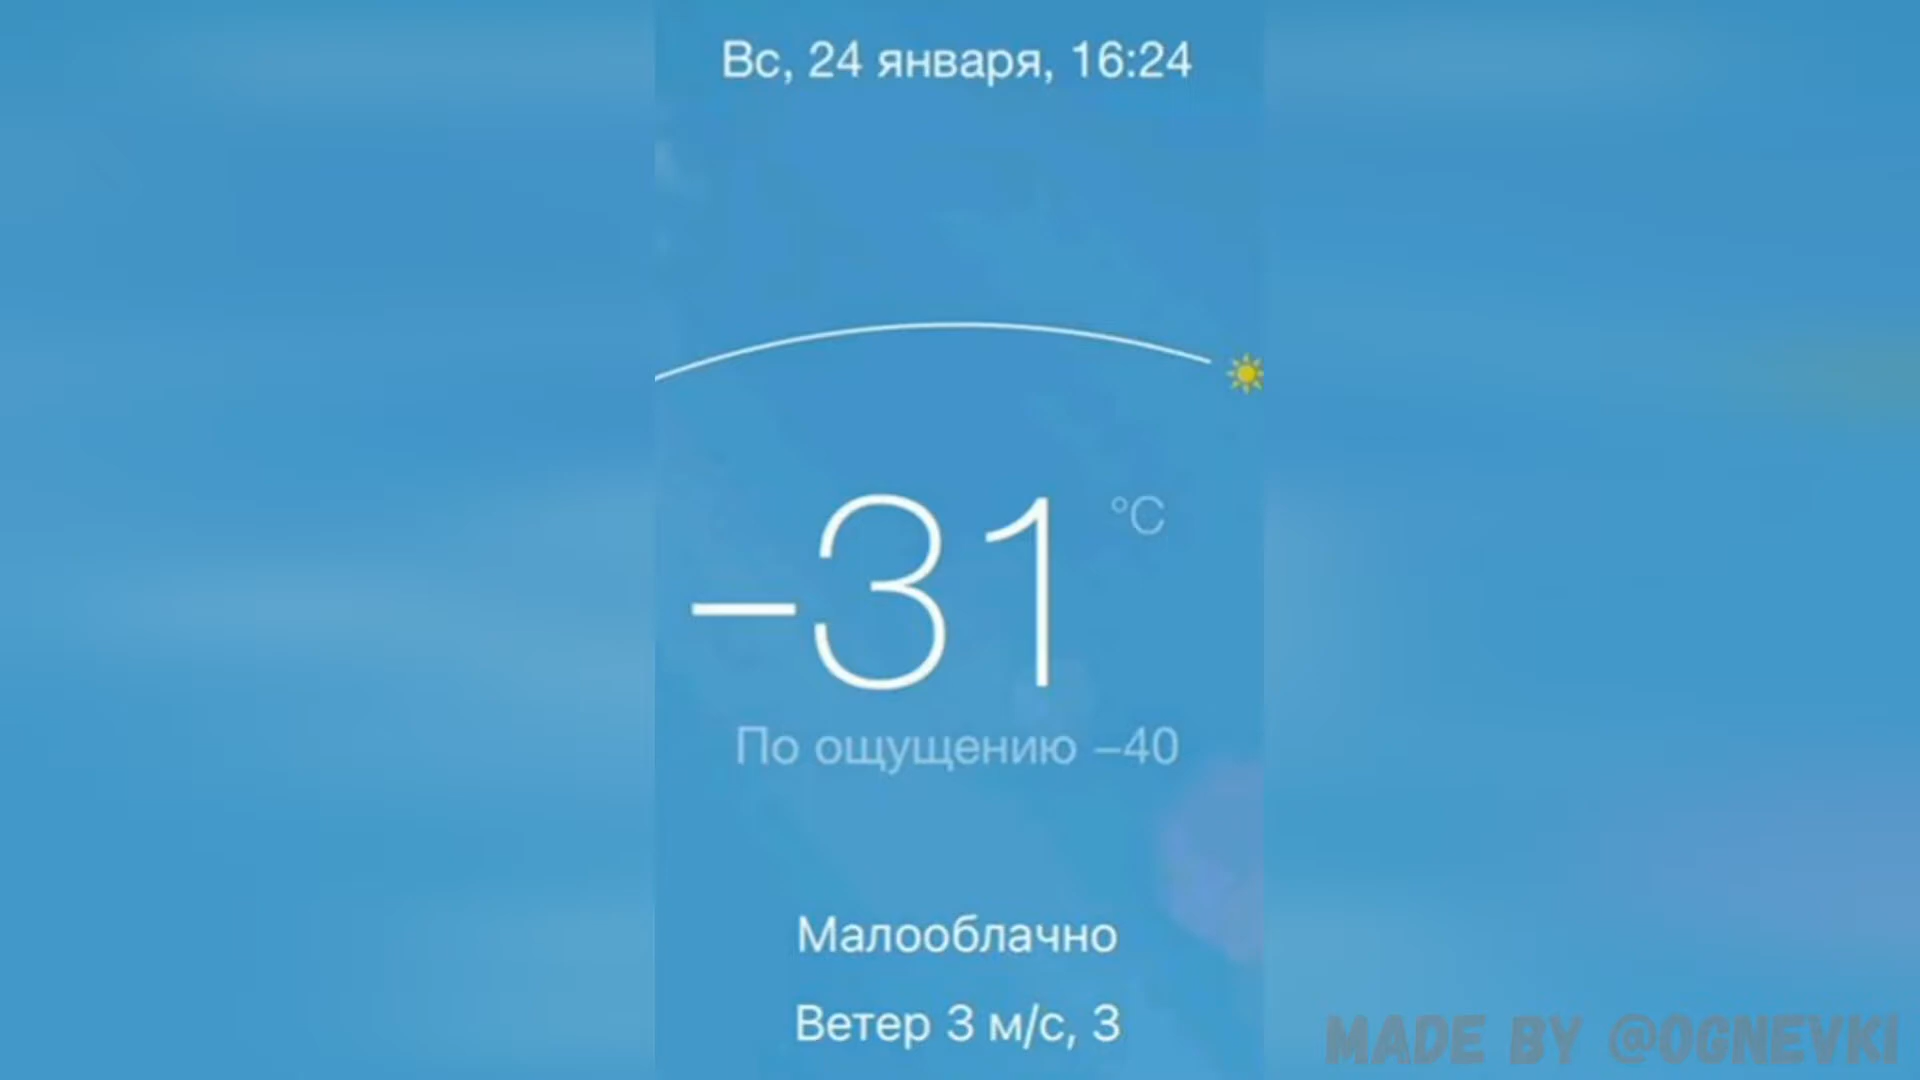 Вс, 24 января, 16:24
−31 °C
По ощущению −40
Малооблачно
Ветер 3 м/с, З
MADE BY @OGNEVKI